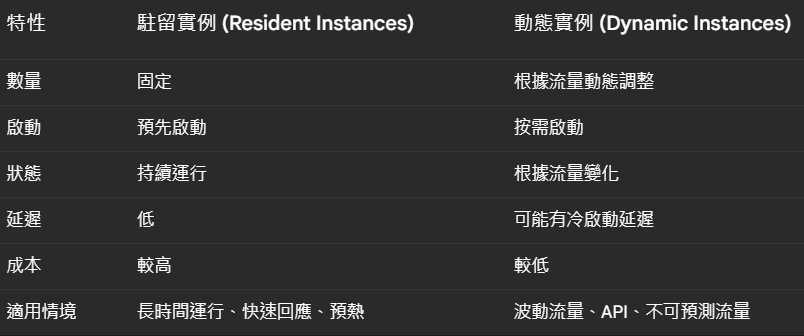 特性 駐留實例 (Resident Instances) 動態實例 (Dynamic Instances)
數量 固定 根據流量動態調整
啟動 預先啟動 按需啟動
狀態 持續運行 根據流量變化
延遲 低 可能有冷啟動延遲
成本 較高 較低
適用情境 長時間運行、快速回應、預熱 波動流量、API、不可預測流量